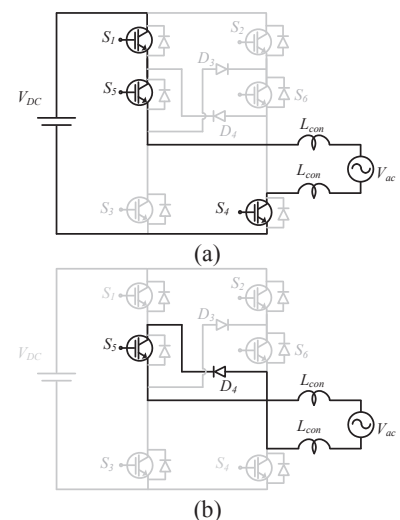 S1
S2
D3
VDC
S5
S6
D4
Lcon
Lcon
Vac
S3
S4
(a)
S1
S2
D3
VDC
S5
S6
D4
Lcon
Lcon
Vac
S3
S4
(b)